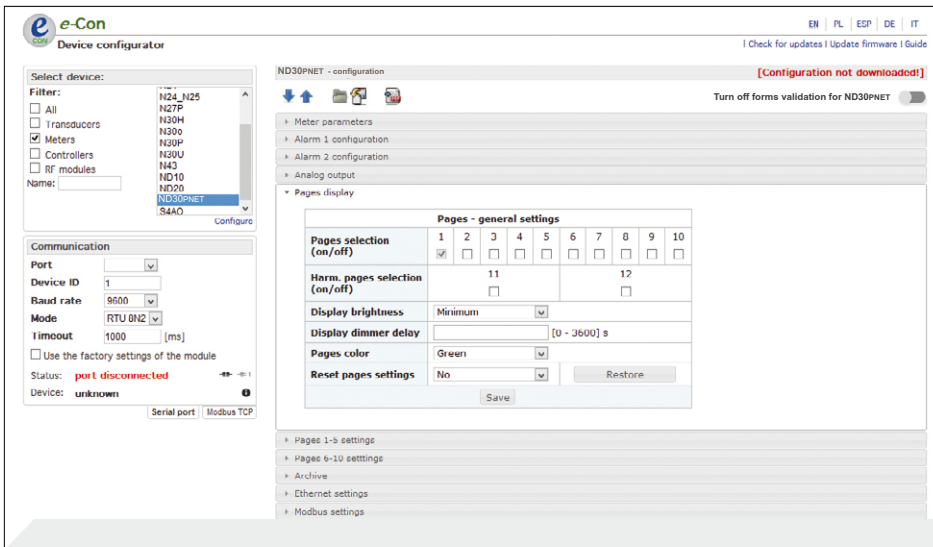 e-Con
Device configurator
EN | PL | ESP | DE | IT
| Check for updates | Update firmware | Guide
Select device:
Filter:
All
Transducers
Meters
Controllers
RF modules
Name:
N24_N25
N27P
N30H
N30o
N30P
N30U
N43
ND10
ND20
ND30PNET
S4AO
Configure
Communication
Port
Device ID 1
Baud rate 9600
Mode RTU 8N2
Timeout 1000 [ms]
Use the factory settings of the module
Status: port disconnected
Device: unknown
Serial port Modbus TCP
ND30PNET - configuration
[Configuration not downloaded!]
Turn off forms validation for ND30PNET
Meter parameters
Alarm 1 configuration
Alarm 2 configuration
Analog output
Pages display
Pages - general settings
Pages selection (on/off) 1 2 3 4 5 6 7 8 9 10
Harm. pages selection (on/off) 11 12
Display brightness Minimum
Display dimmer delay [0 - 3600] s
Pages color Green
Reset pages settings No Restore
Save
Pages 1-5 settings
Pages 6-10 setttings
Archive
Ethernet settings
Modbus settings